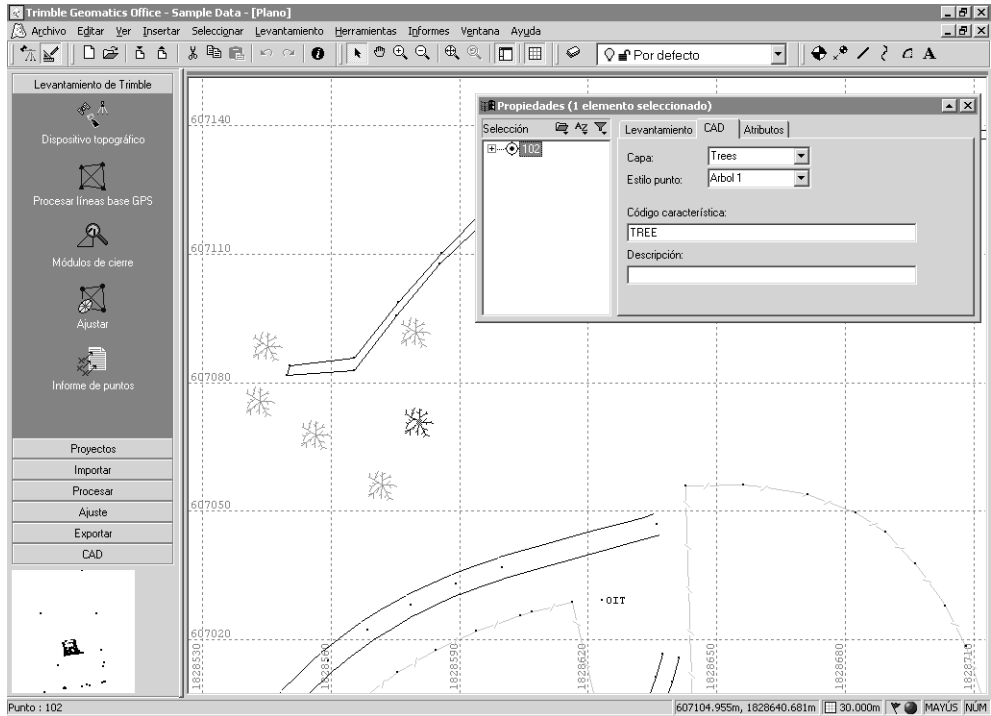 Trimble Geomatics Office - Sample Data - [Plano]
Archivo Editar Ver Insertar Seleccionar Levantamiento Herramientas Informes Ventana Ayuda
Por defecto
A
Levantamiento de Trimble
Dispositivo topográfico
Procesar líneas base GPS
Módulos de cierre
Ajustar
Informe de puntos
Proyectos
Importar
Procesar
Ajuste
Exportar
CAD
Propiedades (1 elemento seleccionado)
Selección
102
Levantamiento CAD Atributos
Capa: Trees
Estilo punto: Arbol 1
Código característica:
TREE
Descripción:
607140
607110
607080
607050
607020
OIT
1828530
1828560
1828590
1828620
1828650
1828680
1828710
Punto : 102
607104.955m, 1828640.681m 30.000m MAYÚS NÚM